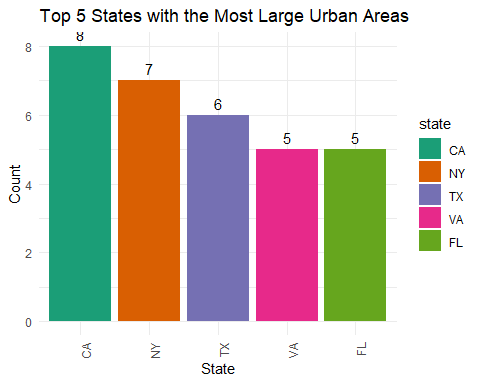 Top 5 States with the Most Large Urban Areas
8
7
6
5
5
8
6
4
2
0
Count
CA
NY
TX
VA
FL
State
state
CA
NY
TX
VA
FL